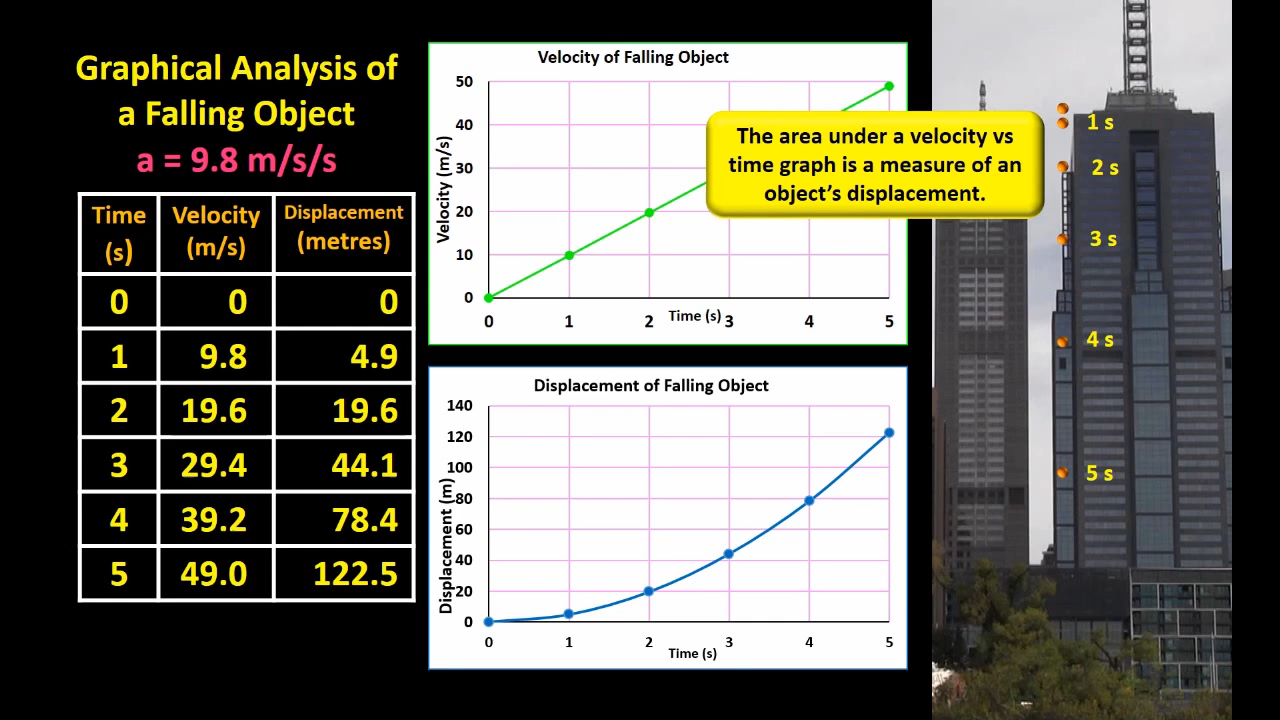 Graphical Analysis of
a Falling Object
a = 9.8 m/s/s
Time
(s)
Velocity
(m/s)
Displacement
(metres)
0 0 0
1 9.8 4.9
2 19.6 19.6
3 29.4 44.1
4 39.2 78.4
5 49.0 122.5
Velocity of Falling Object
Velocity (m/s)
50
40
30
20
10
0
0 1 2 3 4 5
Time (s)
The area under a velocity vs
time graph is a measure of an
object’s displacement.
Displacement of Falling Object
Displacement (m)
140
120
100
80
60
40
20
0
0 1 2 3 4 5
Time (s)
1 s
2 s
3 s
4 s
5 s